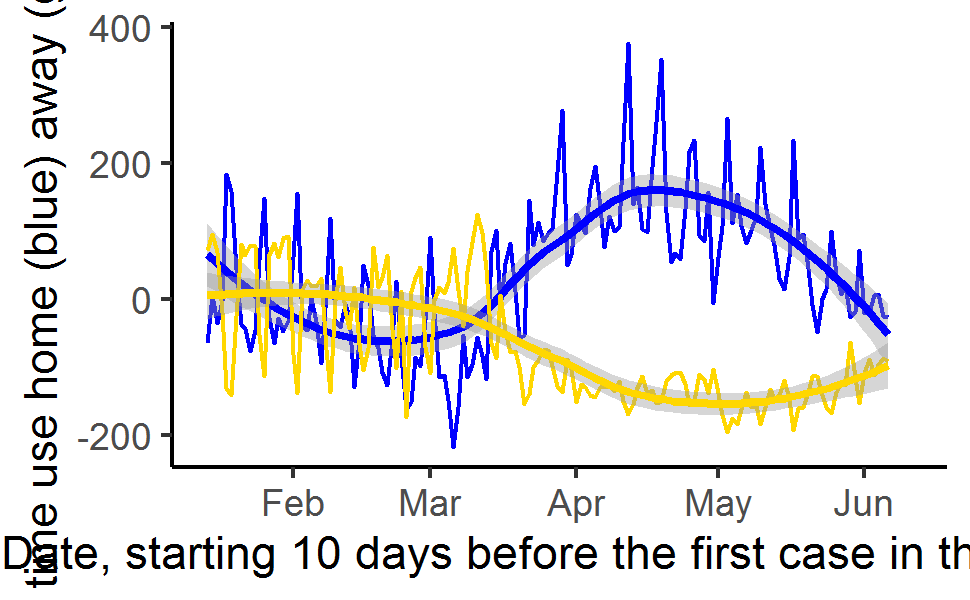 time use home (blue) away (
400
200
0
-200
Feb Mar Apr May Jun
Date, starting 10 days before the first case in th